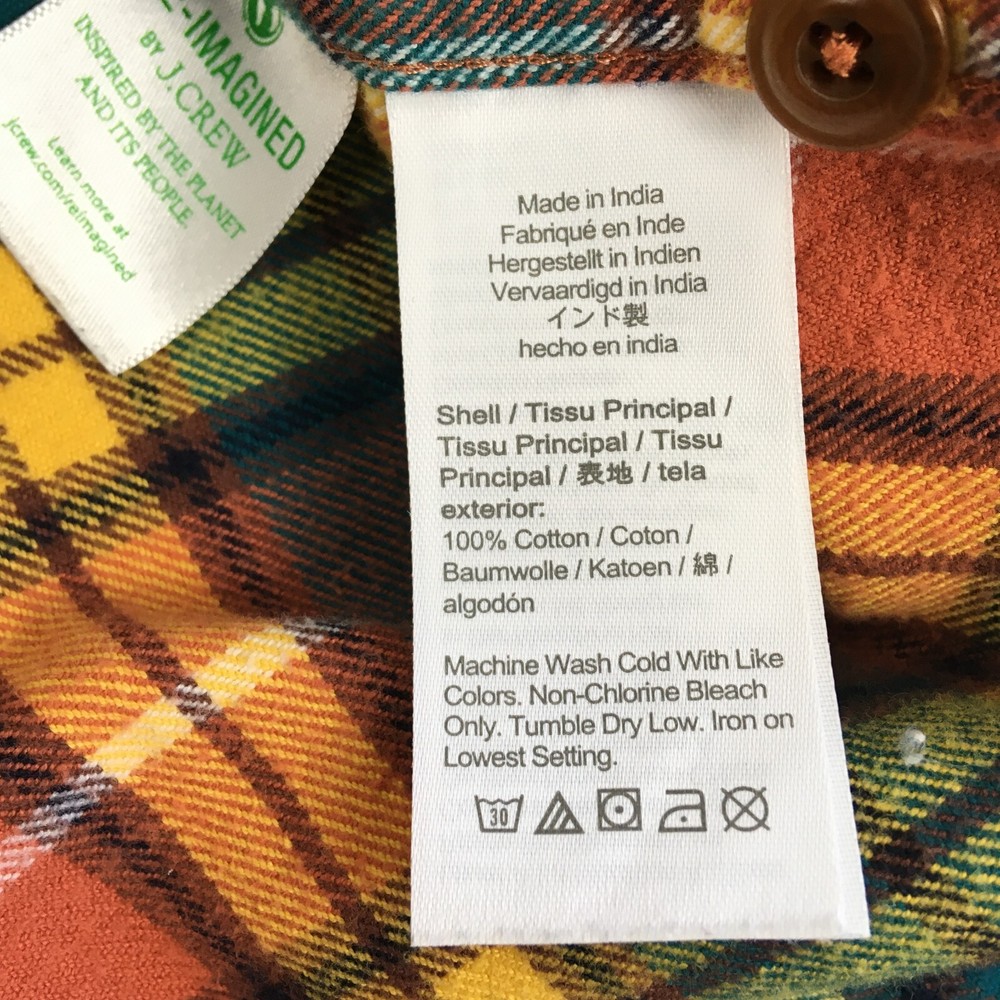 -IMAGINED
BY J.CREW
INSPIRED BY THE PLANET
AND ITS PEOPLE.
Learn more at
jcrew.com/reimagined
Made in India
Fabriqué en Inde
Hergestellt in Indien
Vervaardigd in India
インド製
hecho en india
Shell / Tissu Principal /
Tissu Principal / Tissu
Principal / 表地 / tela
exterior:
100% Cotton / Coton /
Baumwolle / Katoen / 綿 /
algodón
Machine Wash Cold With Like
Colors. Non-Chlorine Bleach
Only. Tumble Dry Low. Iron on
Lowest Setting.
30